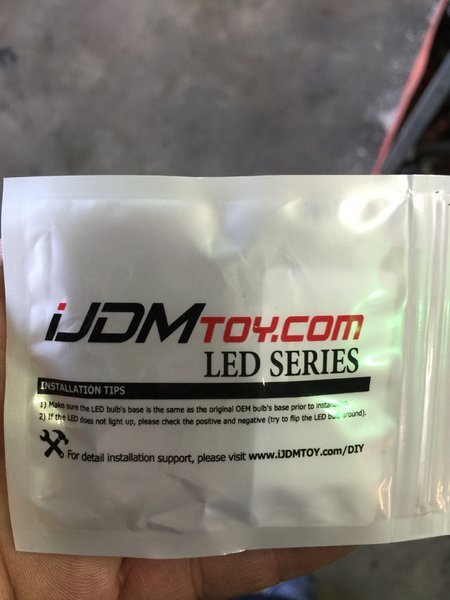 iJDMTOY.COM
LED SERIES
INSTALLATION TIPS
1) Make sure the LED bulb's base is the same as the original OEM bulb's base prior to
2) If the LED does not light up, please check the positive and negative (try to flip the LED bulb around).
For detail installation support, please visit www.iJDMTOY.com/DIY